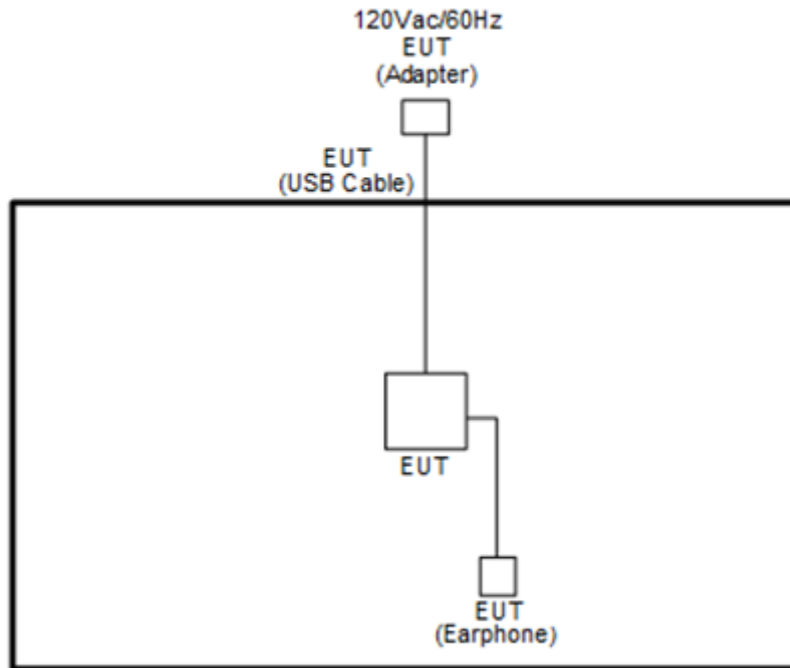 120Vac/60Hz
EUT
(Adapter)
EUT
(USB Cable)
EUT
EUT
(Earphone)